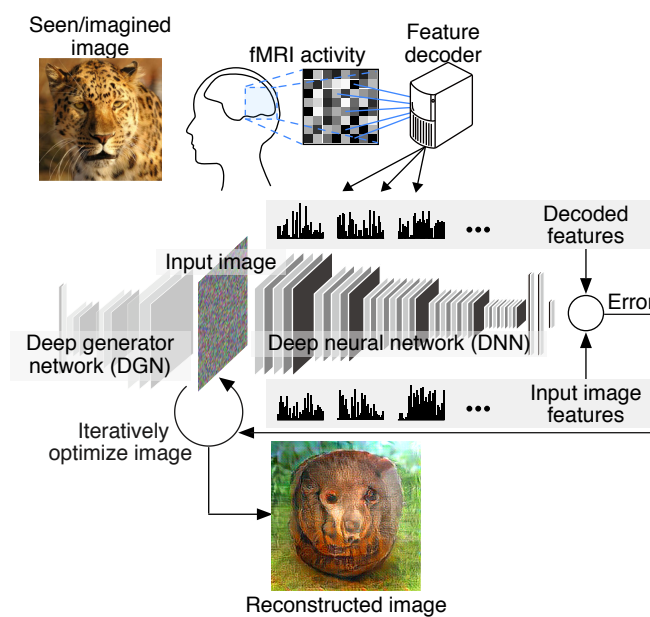 Seen/imagined
image
fMRI activity
Feature
decoder
Decoded
features
Input image
Error
Deep generator
network (DGN)
Deep neural network (DNN)
Input image
features
Iteratively
optimize image
Reconstructed image